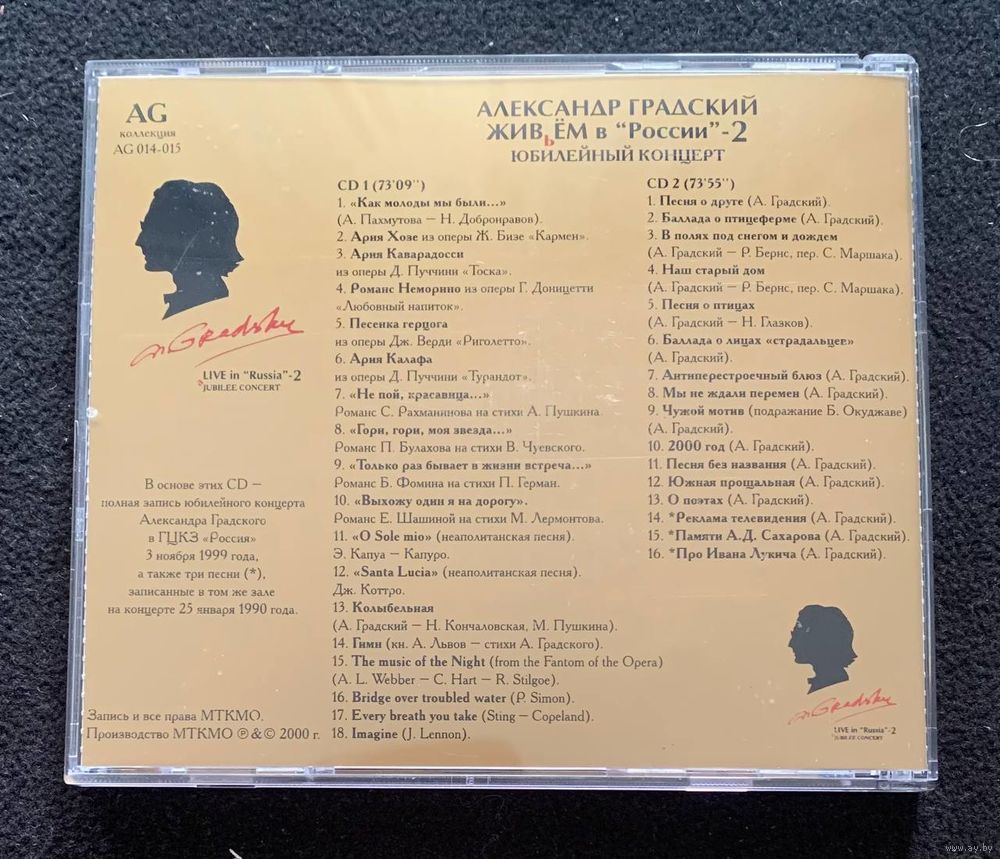 AG
коллекция
AG 014-015
LIVE in "Russia"-2
JUBILEE CONCERT
В основе этих CD –
полная запись юбилейного концерта
Александра Градского
в ГЦКЗ «Россия»
3 ноября 1999 года,
а также три песни (*),
записанные в том же зале
на концерте 25 января 1990 года.
Запись и все права МТКМО.
Производство МТКМО ℗ & © 2000 г.
АЛЕКСАНДР ГРАДСКИЙ
ЖИВЬЁМ в "России"-2
ЮБИЛЕЙНЫЙ КОНЦЕРТ
CD 1 (73'09'')
1. «Как молоды мы были...»
(А. Пахмутова – Н. Добронравов).
2. Ария Хозе из оперы Ж. Бизе «Кармен».
3. Ария Каварадосси
из оперы Д. Пуччини «Тоска».
4. Романс Неморино из оперы Г. Доницетти
«Любовный напиток».
5. Песенка герцога
из оперы Дж. Верди «Риголетто».
6. Ария Калафа
из оперы Д. Пуччини «Турандот».
7. «Не пой, красавица...»
Романс С. Рахманинова на стихи А. Пушкина.
8. «Гори, гори, моя звезда...»
Романс П. Булахова на стихи В. Чуевского.
9. «Только раз бывает в жизни встреча...»
Романс Б. Фомина на стихи П. Герман.
10. «Выхожу один я на дорогу».
Романс Е. Шашиной на стихи М. Лермонтова.
11. «O Sole mio» (неаполитанская песня).
Э. Капуа – Капуро.
12. «Santa Lucia» (неаполитанская песня).
Дж. Коттро.
13. Колыбельная
(А. Градский – Н. Кончаловская, М. Пушкина).
14. Гимн (кн. А. Львов – стихи А. Градского).
15. The music of the Night (from the Fantom of the Opera)
(A. L. Webber – C. Hart – R. Stilgoe).
16. Bridge over troubled water (P. Simon).
17. Every breath you take (Sting – Copeland).
18. Imagine (J. Lennon).
CD 2 (73'55'')
1. Песня о друге (А. Градский).
2. Баллада о птицеферме (А. Градский).
3. В полях под снегом и дождем
(А. Градский – Р. Бернс, пер. С. Маршака).
4. Наш старый дом
(А. Градский – Р. Бернс, пер. С. Маршака).
5. Песня о птицах
(А. Градский – Н. Глазков).
6. Баллада о лицах «страдальцее»
(А. Градский).
7. Антиперестроечный блюз (А. Градский).
8. Мы не ждали перемен (А. Градский).
9. Чужой мотив (подражание Б. Окуджаве)
(А. Градский).
10. 2000 год (А. Градский).
11. Песня без названия (А. Градский).
12. Южная прощальная (А. Градский).
13. О поэтах (А. Градский).
14. *Реклама телевидения (А. Градский).
15. *Памяти А.Д. Сахарова (А. Градский).
16. *Про Ивана Лукича (А. Градский).
Gradsky
LIVE in "Russia"-2
JUBILEE CONCERT
www.ay.by